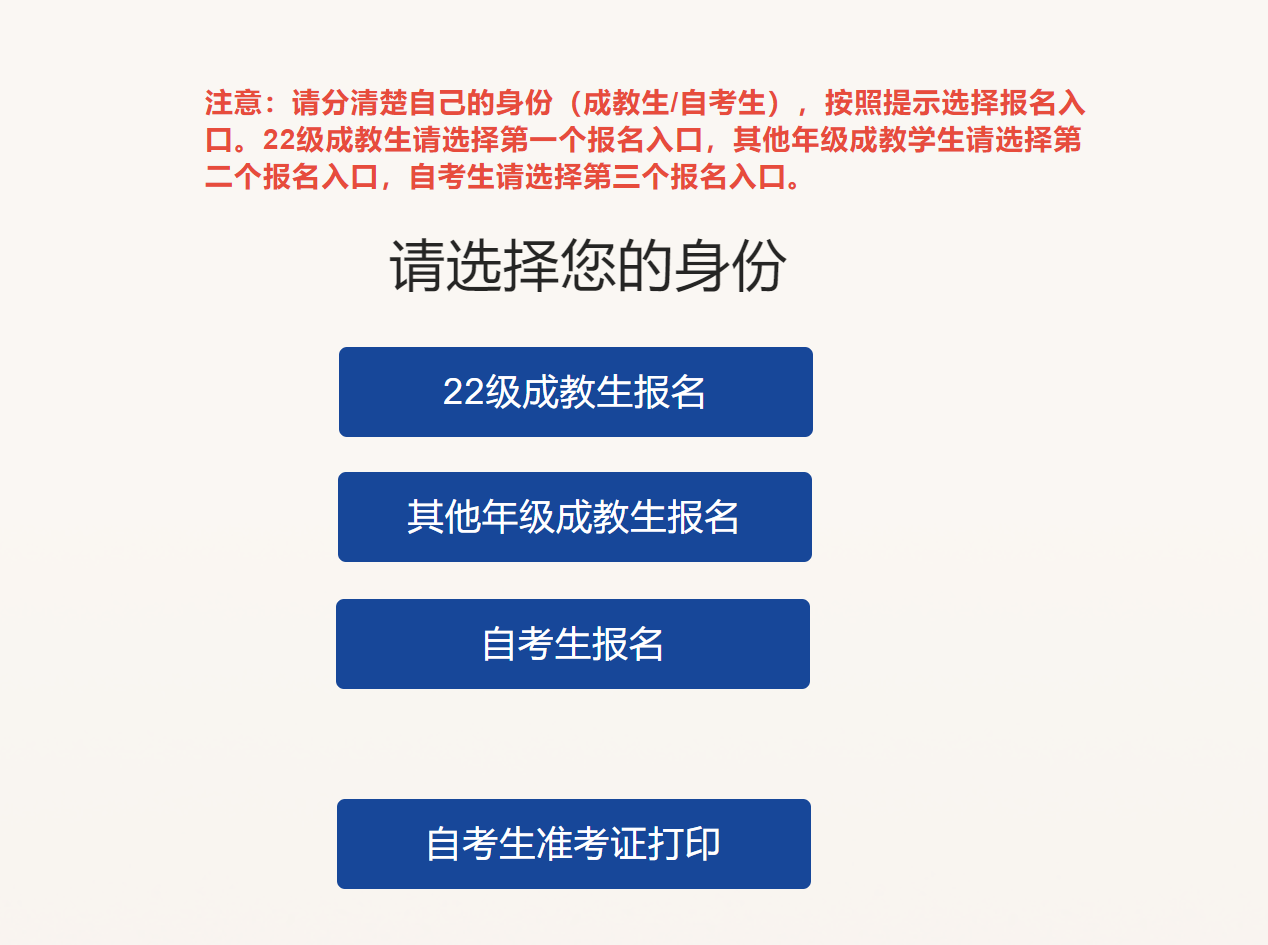 注意：请分清楚自己的身份（成教生/自考生），按照提示选择报名入
口。22级成教生请选择第一个报名入口，其他年级成教学生请选择第
二个报名入口，自考生请选择第三个报名入口。
请选择您的身份
22级成教生报名
其他年级成教生报名
自考生报名
自考生准考证打印